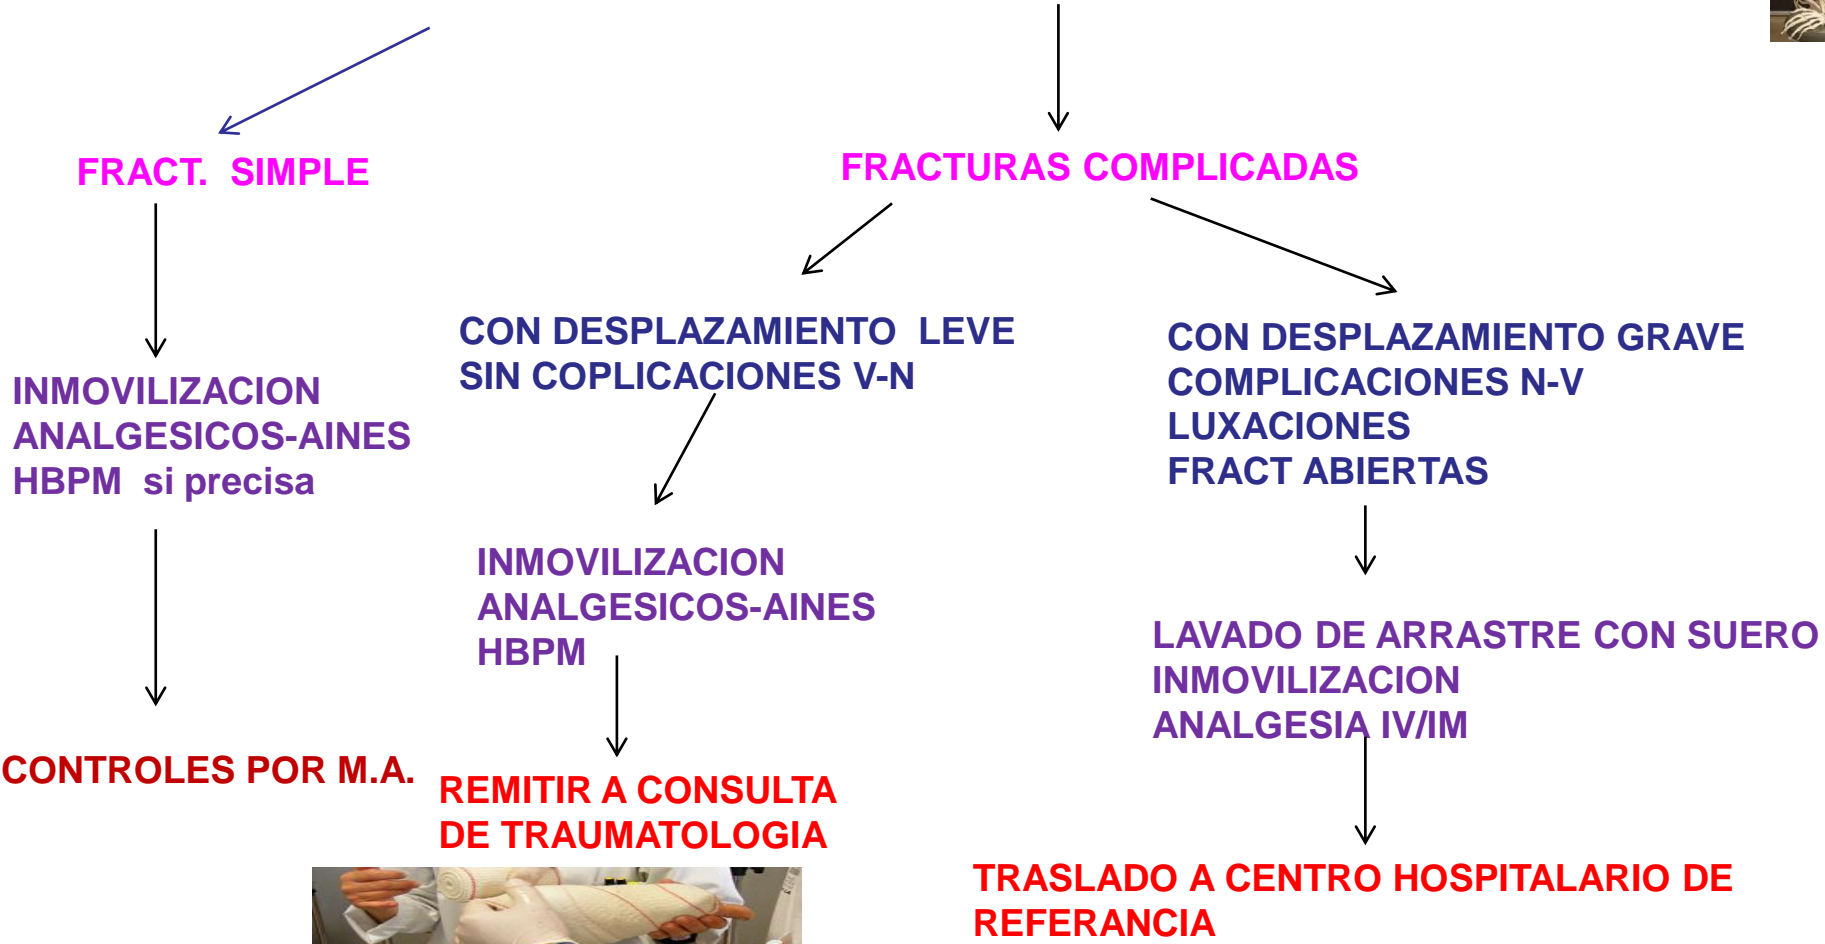 FRACT. SIMPLE
INMOVILIZACION
ANALGESICOS-AINES
HBPM si precisa
CONTROLES POR M.A.
FRACTURAS COMPLICADAS
CON DESPLAZAMIENTO LEVE
SIN COPLICACIONES V-N
INMOVILIZACION
ANALGESICOS-AINES
HBPM
REMITIR A CONSULTA
DE TRAUMATOLOGIA
CON DESPLAZAMIENTO GRAVE
COMPLICACIONES N-V
LUXACIONES
FRACT ABIERTAS
LAVADO DE ARRASTRE CON SUERO
INMOVILIZACION
ANALGESIA IV/IM
TRASLADO A CENTRO HOSPITALARIO DE
REFERANCIA